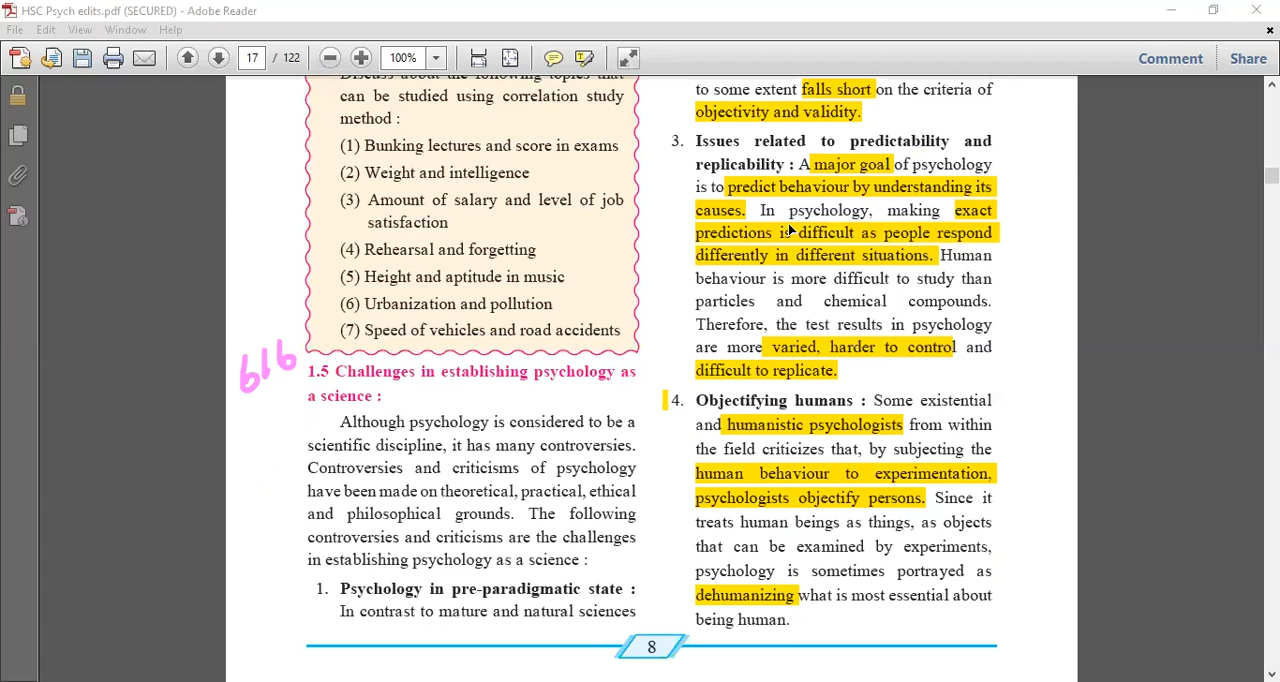 HSC Psych edits.pdf (SECURED) - Adobe Reader
File Edit View Window Help
17 / 122
100%
Comment
Share
Discuss about the following topics that
can be studied using correlation study
method :
(1) Bunking lectures and score in exams
(2) Weight and intelligence
(3) Amount of salary and level of job
satisfaction
(4) Rehearsal and forgetting
(5) Height and aptitude in music
(6) Urbanization and pollution
(7) Speed of vehicles and road accidents
616
1.5 Challenges in establishing psychology as
a science :
Although psychology is considered to be a
scientific discipline, it has many controversies.
Controversies and criticisms of psychology
have been made on theoretical, practical, ethical
and philosophical grounds. The following
controversies and criticisms are the challenges
in establishing psychology as a science :
1. Psychology in pre-paradigmatic state :
In contrast to mature and natural sciences
to some extent falls short on the criteria of
objectivity and validity.
3. Issues related to predictability and
replicability : A major goal of psychology
is to predict behaviour by understanding its
causes. In psychology, making exact
predictions is difficult as people respond
differently in different situations. Human
behaviour is more difficult to study than
particles and chemical compounds.
Therefore, the test results in psychology
are more varied, harder to control and
difficult to replicate.
4. Objectifying humans : Some existential
and humanistic psychologists from within
the field criticizes that, by subjecting the
human behaviour to experimentation,
psychologists objectify persons. Since it
treats human beings as things, as objects
that can be examined by experiments,
psychology is sometimes portrayed as
dehumanizing what is most essential about
being human.
8